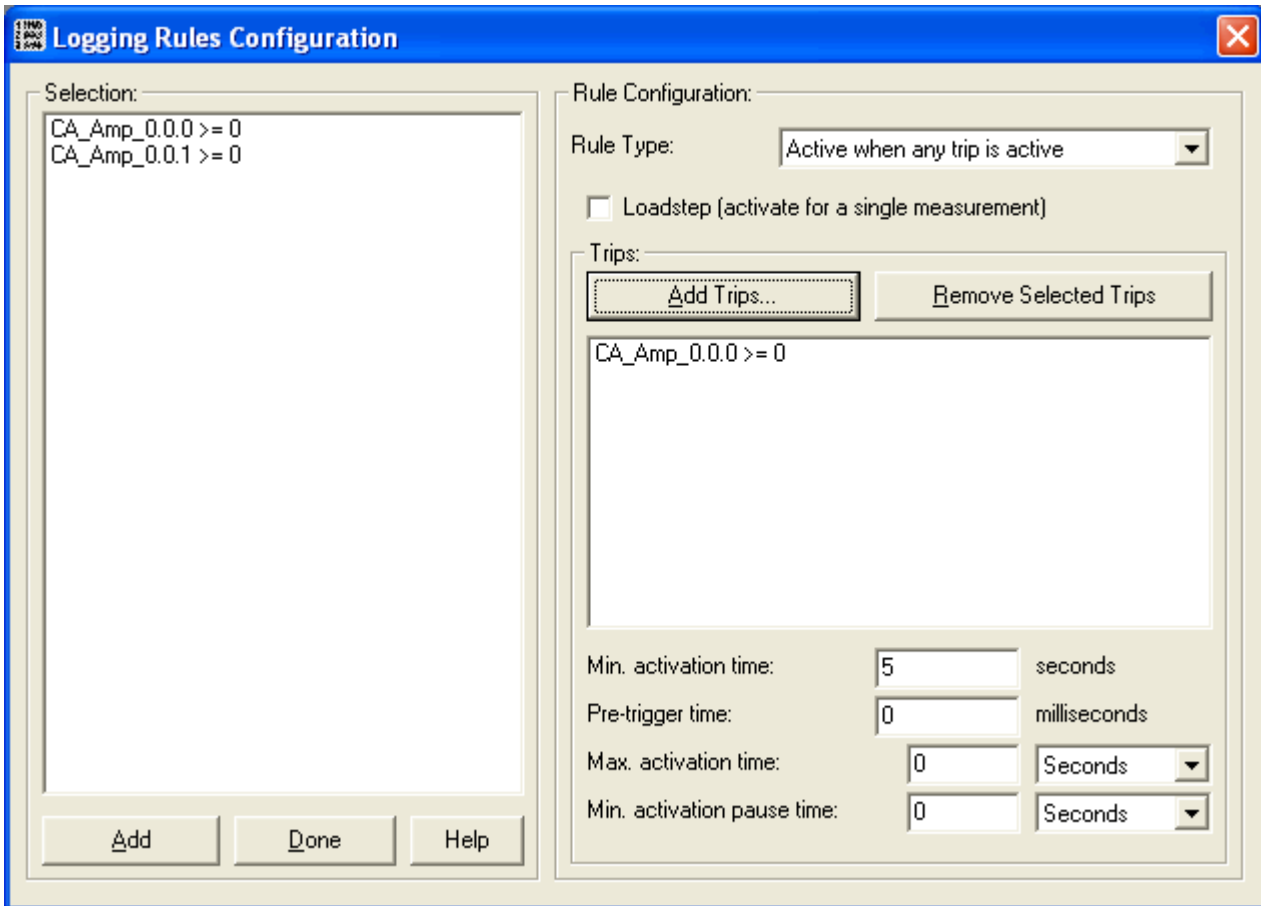 Logging Rules Configuration
Selection:
CA_Amp_0.0.0 >= 0
CA_Amp_0.0.1 >= 0
Add
Done
Help
Rule Configuration:
Rule Type:
Active when any trip is active
Loadstep (activate for a single measurement)
Trips:
Add Trips...
Remove Selected Trips
CA_Amp_0.0.0 >= 0
Min. activation time:
5
seconds
Pre-trigger time:
0
milliseconds
Max. activation time:
0
Seconds
Min. activation pause time:
0
Seconds